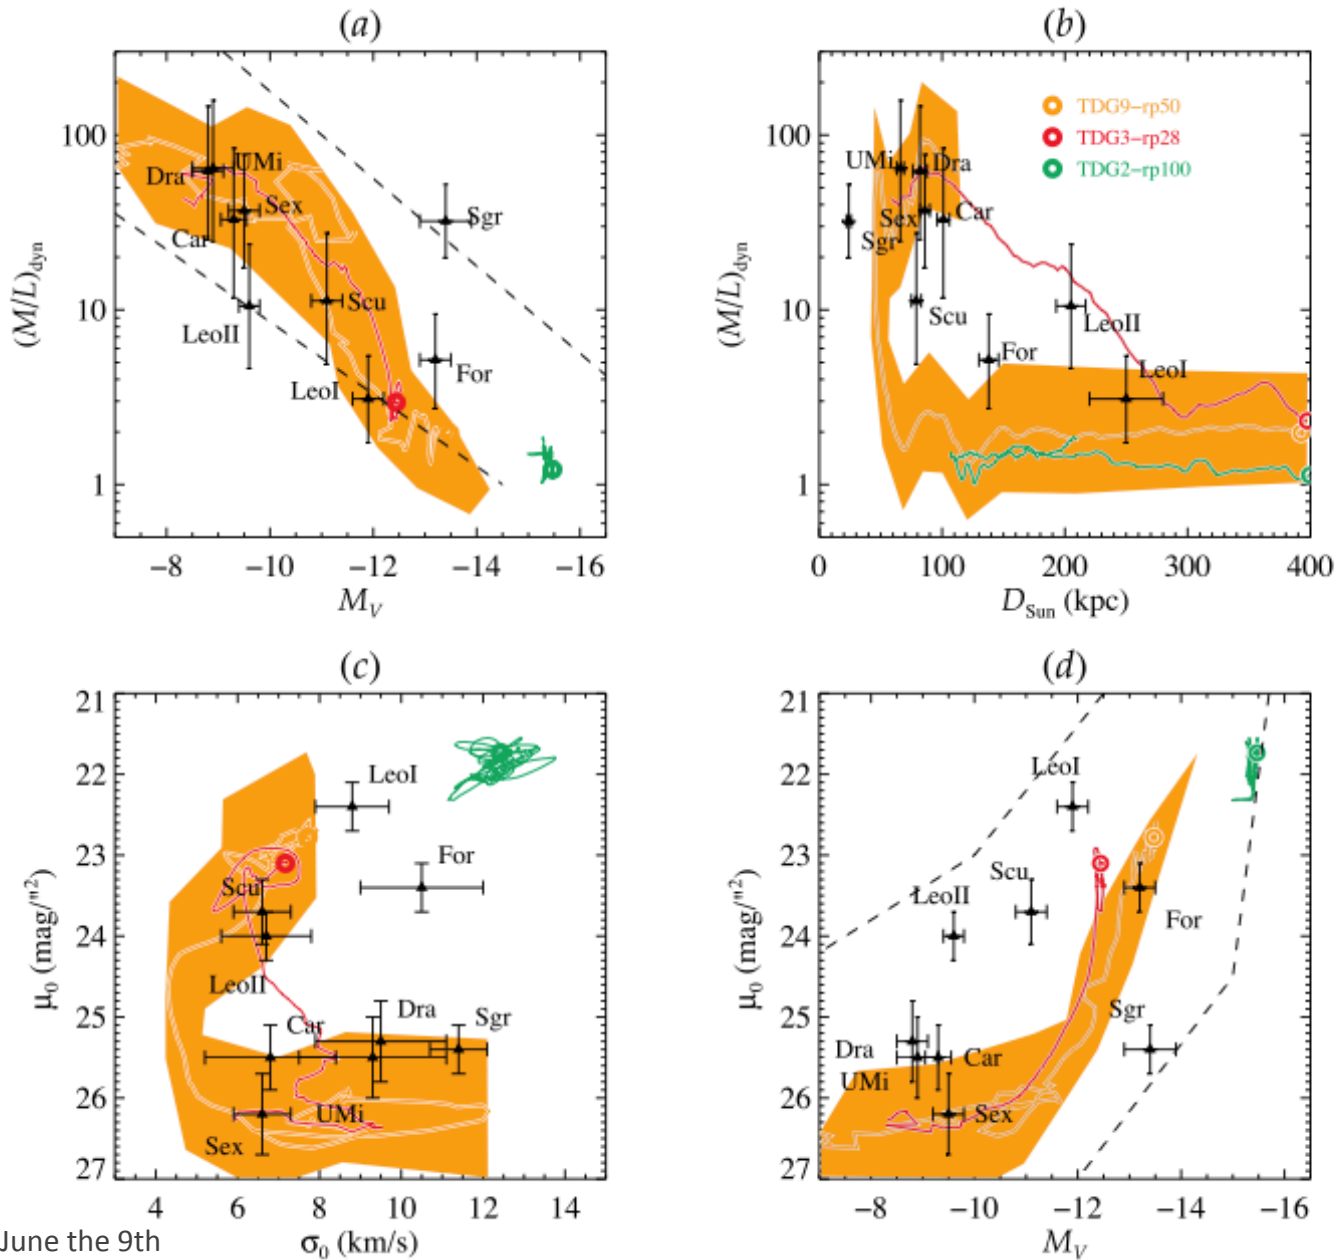 (a)
(M/L)dyn
100
10
1
Dra
UMi
Sex
Car
Sgr
Scu
LeoII
LeoI
For
−8
−10
−12
−14
−16
MV
(b)
(M/L)dyn
100
10
1
TDG9−rp50
TDG3−rp28
TDG2−rp100
UMi
Dra
Sex
Car
Sgr
Scu
LeoII
For
LeoI
0
100
200
300
400
DSun (kpc)
(c)
μ0 (mag/"2)
21
22
23
24
25
26
27
LeoI
For
Scu
LeoII
Car
Dra
Sgr
UMi
Sex
4
6
8
10
12
14
σ0 (km/s)
(d)
μ0 (mag/"2)
21
22
23
24
25
26
27
LeoI
Scu
LeoII
For
Sgr
Dra
Car
UMi
Sex
−8
−10
−12
−14
−16
MV
June the 9th